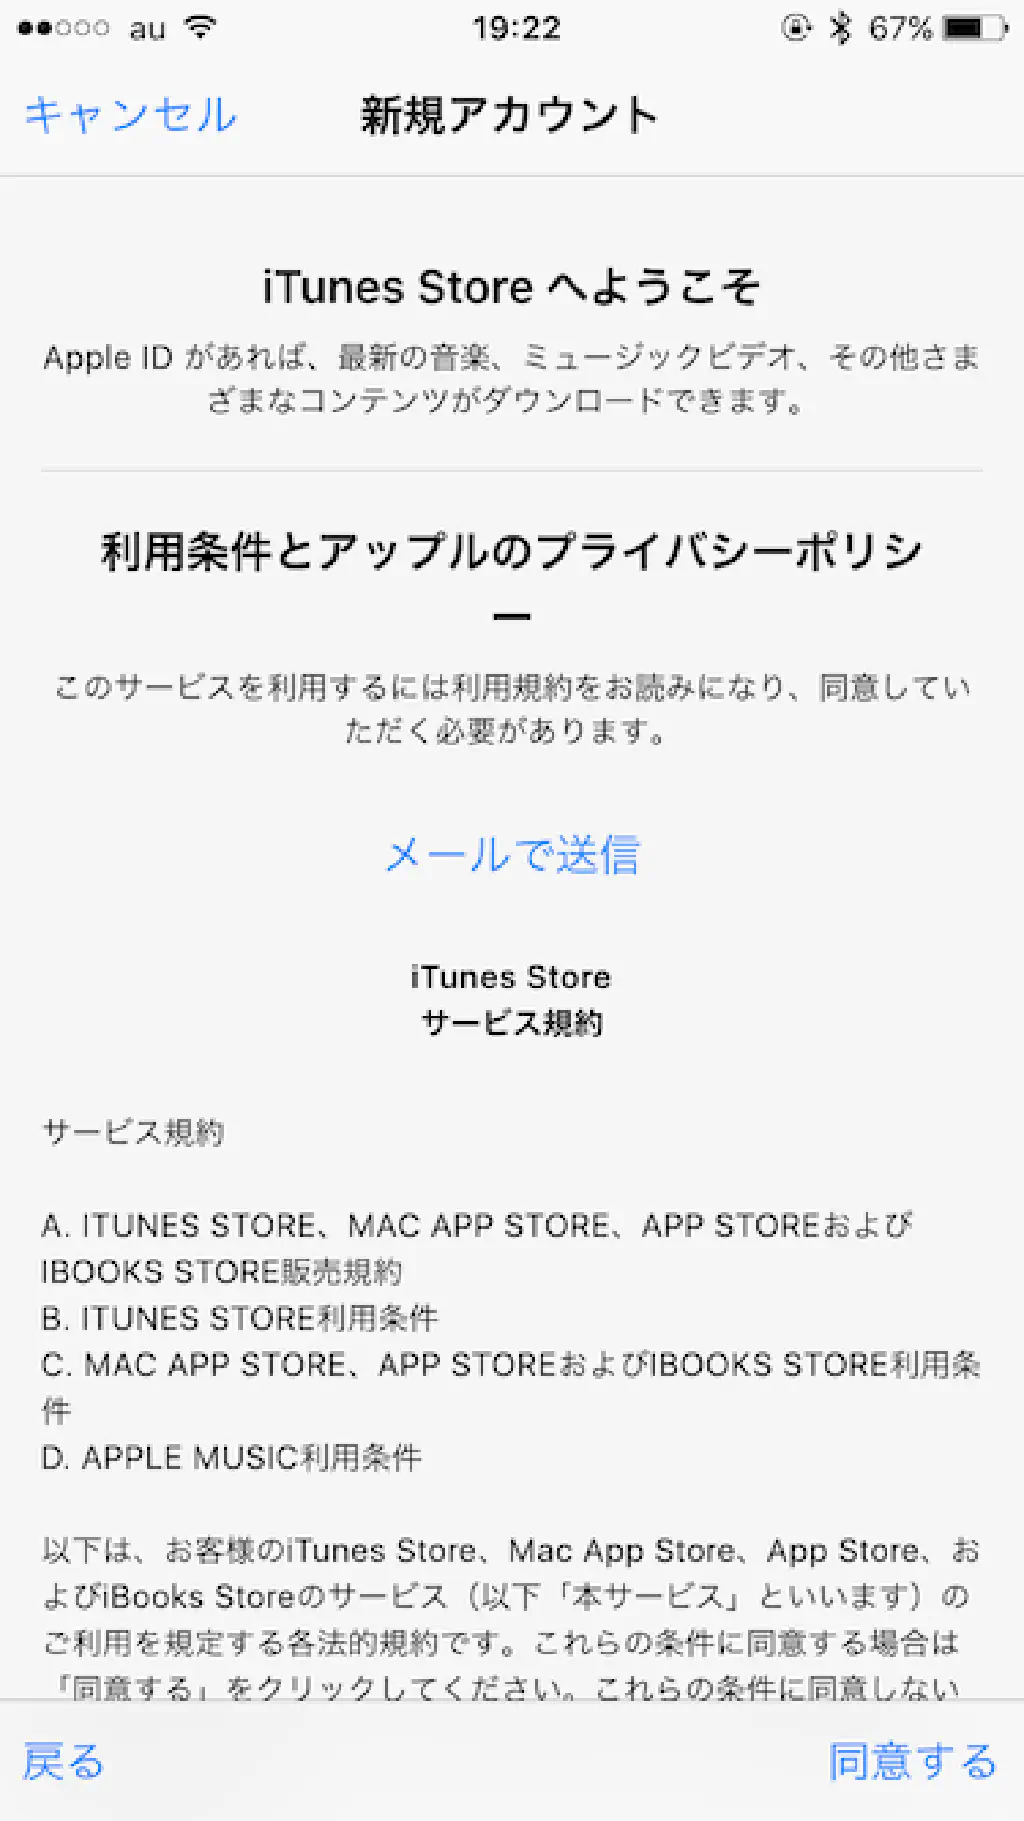 au 19:22 67%
キャンセル 新規アカウント
iTunes Store へようこそ
Apple ID があれば、最新の音楽、ミュージックビデオ、その他さま
ざまなコンテンツがダウンロードできます。
利用条件とアップルのプライバシーポリシ
ー
このサービスを利用するには利用規約をお読みになり、同意してい
ただく必要があります。
メールで送信
iTunes Store
サービス規約
サービス規約
A. ITUNES STORE、MAC APP STORE、APP STOREおよび
IBOOKS STORE販売規約
B. ITUNES STORE利用条件
C. MAC APP STORE、APP STOREおよびIBOOKS STORE利用条
件
D. APPLE MUSIC利用条件
以下は、お客様のiTunes Store、Mac App Store、App Store、お
よびiBooks Storeのサービス（以下「本サービス」といいます）の
ご利用を規定する各法的規約です。これらの条件に同意する場合は
「同意する」をクリックしてください。これらの条件に同意しない
戻る 同意する